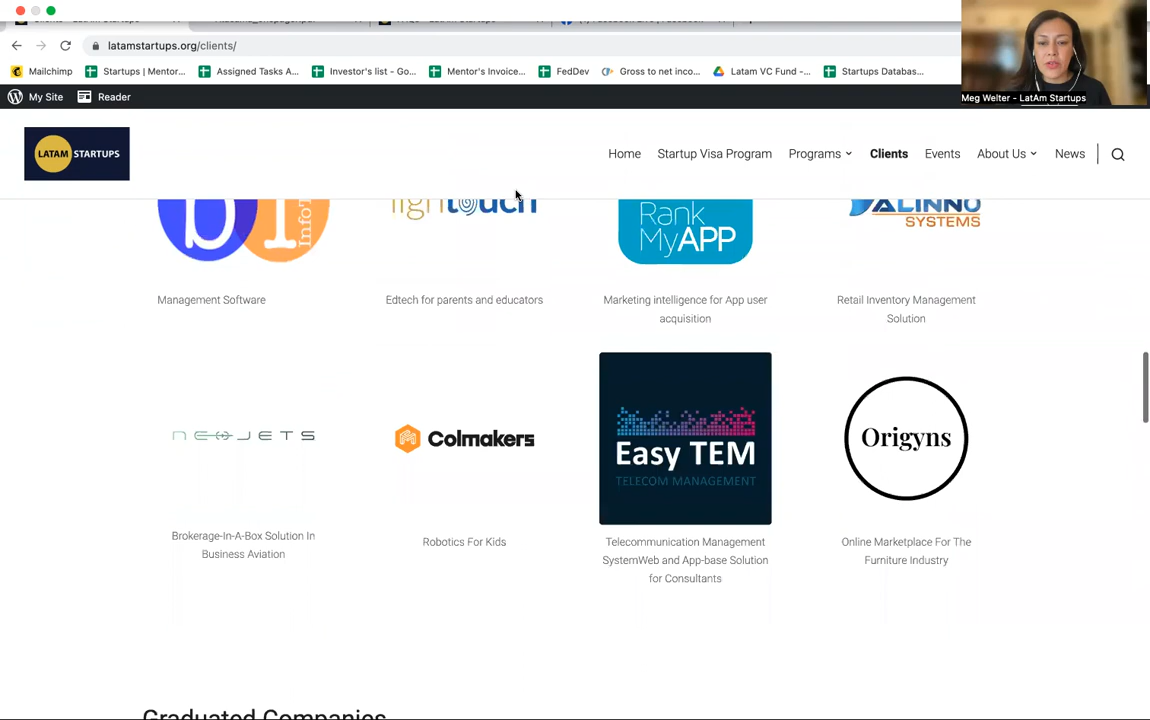 latamstartups.org/clients/
Mailchimp
Startups | Mentor...
Assigned Tasks A...
Investor's list - Go...
Mentor's Invoice...
FedDev
Gross to net inco...
Latam VC Fund -...
Startups Databas...
Meg Welter - LatAm Startups
My Site
Reader
LATAM STARTUPS
Home
Startup Visa Program
Programs
Clients
Events
About Us
News
InfoT
Rank
MyAPP
SYSTEMS
Management Software
Edtech for parents and educators
Marketing intelligence for App user
acquisition
Retail Inventory Management
Solution
NEOJETS
Colmakers
Easy TEM
TELECOM MANAGEMENT
Origyns
Brokerage-In-A-Box Solution In
Business Aviation
Robotics For Kids
Telecommunication Management
SystemWeb and App-base Solution
for Consultants
Online Marketplace For The
Furniture Industry
Graduated Companies